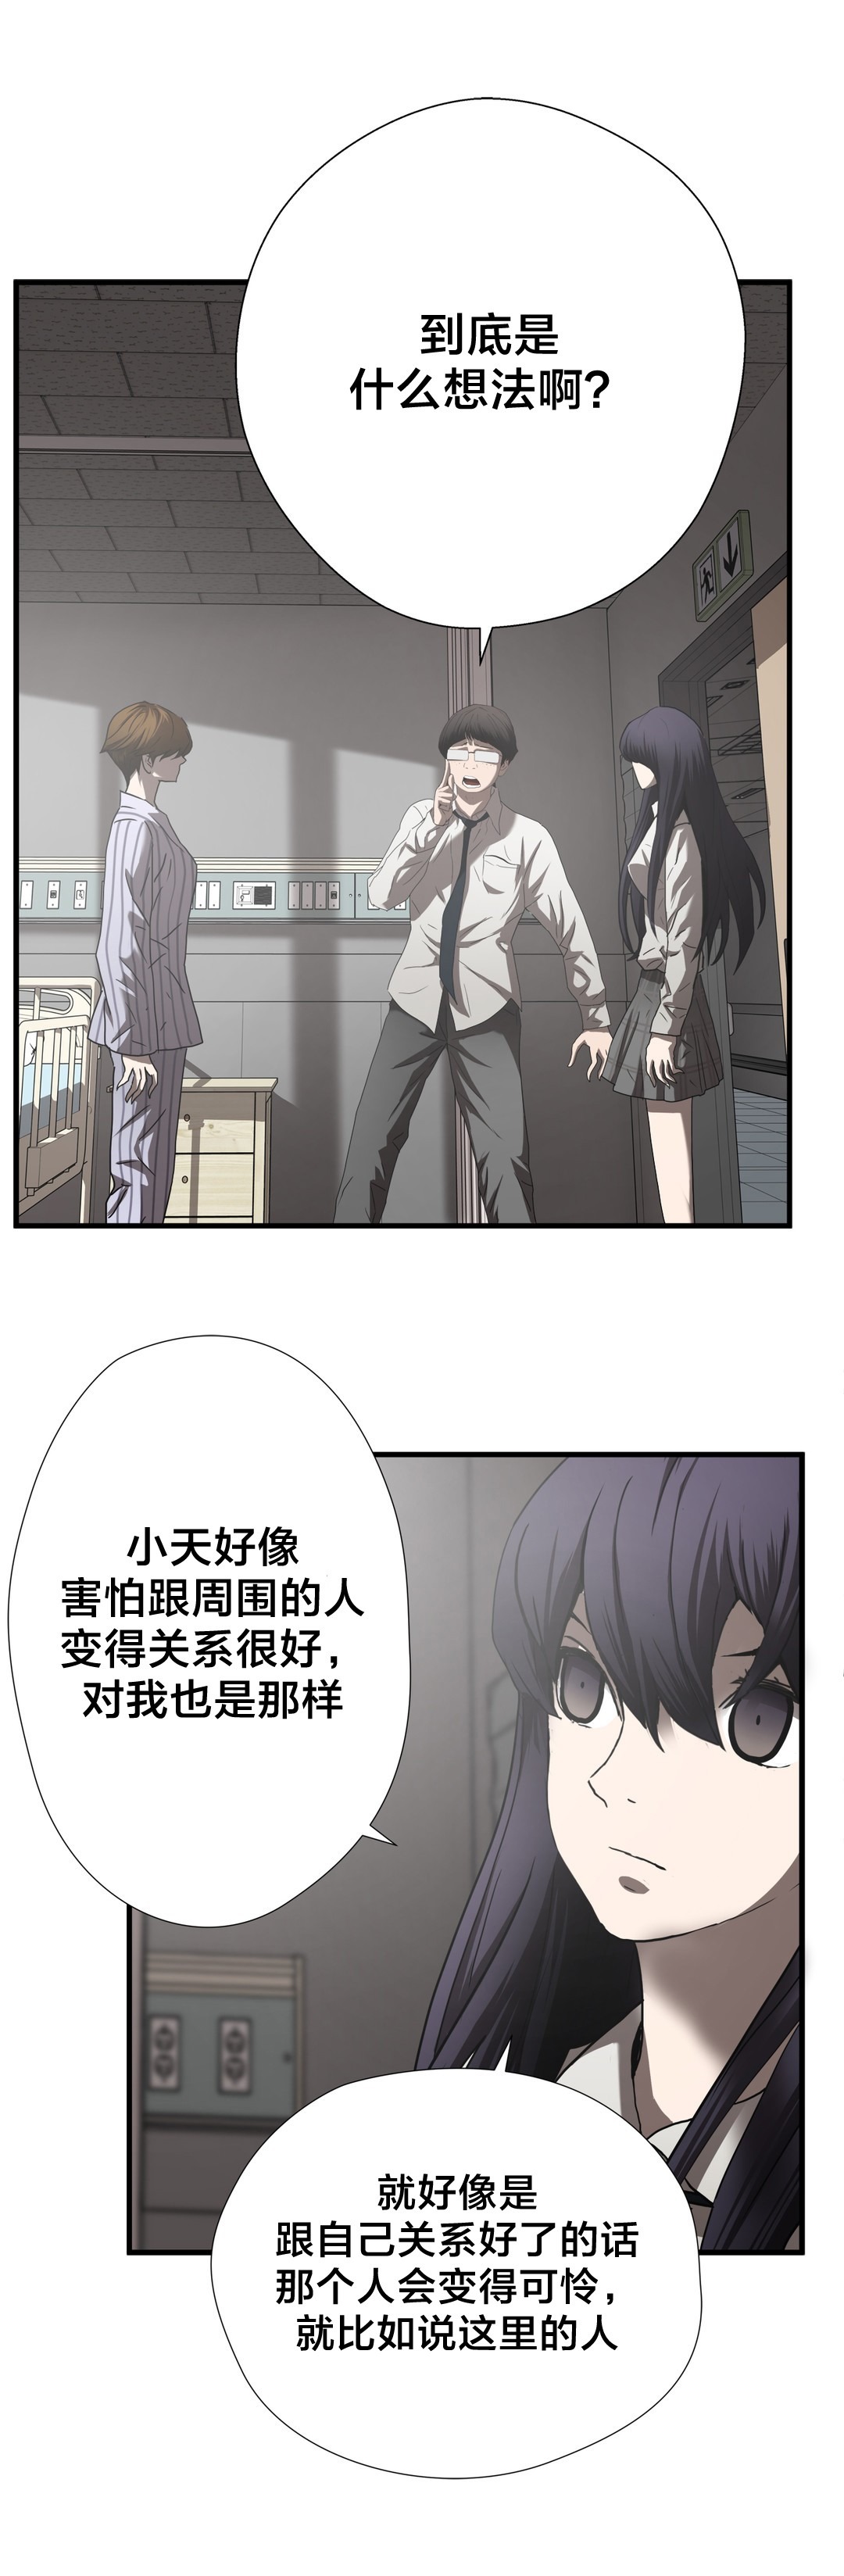 到底是
什么想法啊?
小天好像
害怕跟周围的人
变得关系很好，
对我也是那样
就好像是
跟自己关系好了的话
那个人会变得可怜，
就比如说这里的人